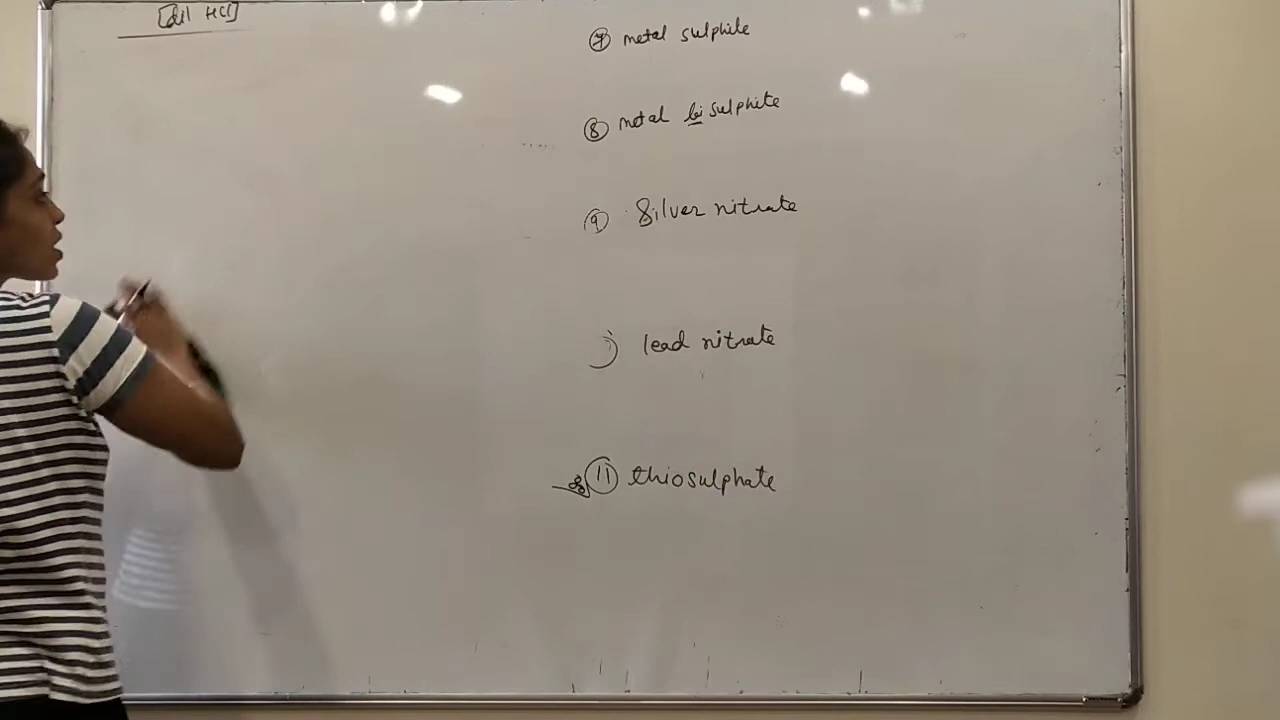 [dil HCl]
⑦ metal sulphite
⑧ metal bisulphite
⑨ Silver nitrate
lead nitrate
⑪ thiosulphate